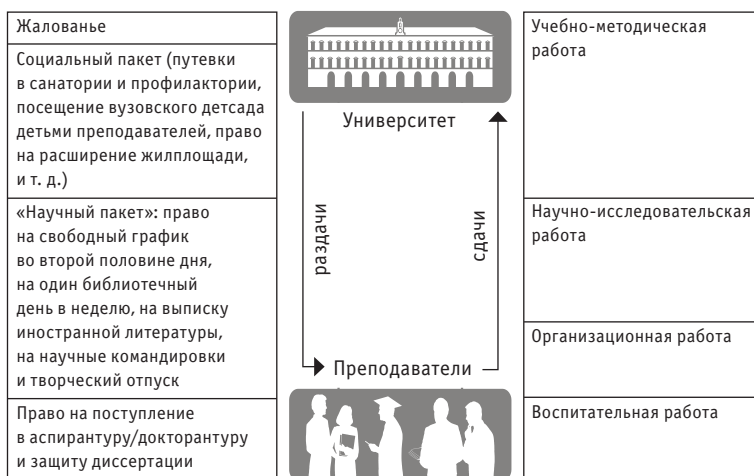 Жалованье
Социальный пакет (путевки
в санатории и профилактории,
посещение вузовского детсада
детьми преподавателей, право
на расширение жилплощади,
и т. д.)
«Научный пакет»: право
на свободный график
во второй половине дня,
на один библиотечный
день в неделю, на выписку
иностранной литературы,
на научные командировки
и творческий отпуск
Право на поступление
в аспирантуру/докторантуру
и защиту диссертации
Университет
раздачи
сдачи
Преподаватели
Учебно-методическая
работа
Научно-исследовательская
работа
Организационная работа
Воспитательная работа